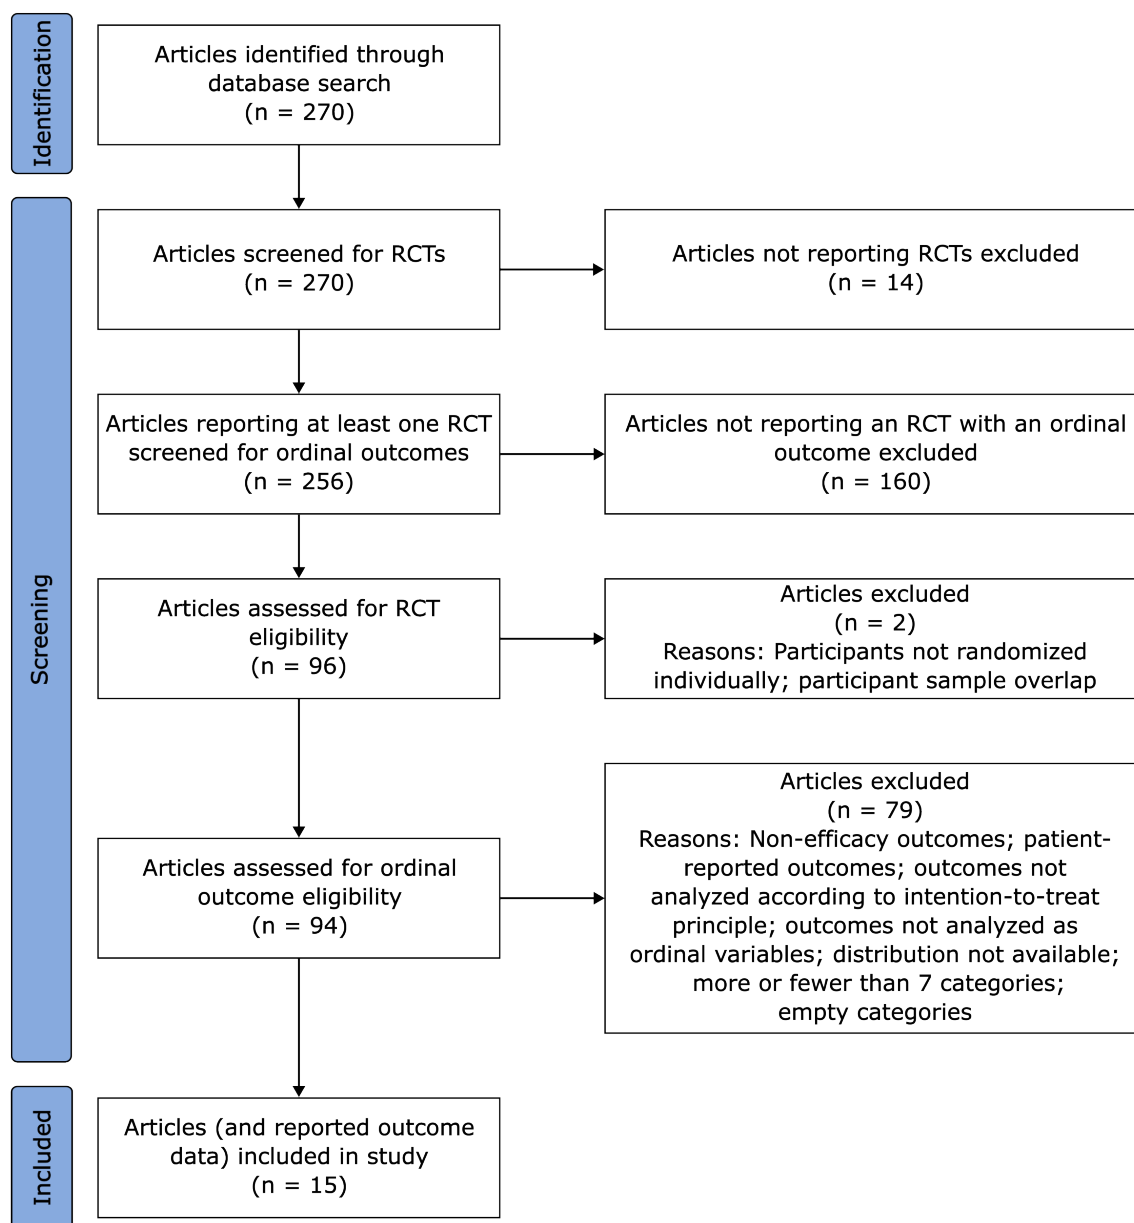 Identification
Articles identified through
database search
(n = 270)
Screening
Articles screened for RCTs
(n = 270)
Articles not reporting RCTs excluded
(n = 14)
Articles reporting at least one RCT
screened for ordinal outcomes
(n = 256)
Articles not reporting an RCT with an ordinal
outcome excluded
(n = 160)
Articles assessed for RCT
eligibility
(n = 96)
Articles excluded
(n = 2)
Reasons: Participants not randomized
individually; participant sample overlap
Articles assessed for ordinal
outcome eligibility
(n = 94)
Articles excluded
(n = 79)
Reasons: Non-efficacy outcomes; patient-
reported outcomes; outcomes not
analyzed according to intention-to-treat
principle; outcomes not analyzed as
ordinal variables; distribution not available;
more or fewer than 7 categories;
empty categories
Included
Articles (and reported outcome
data) included in study
(n = 15)